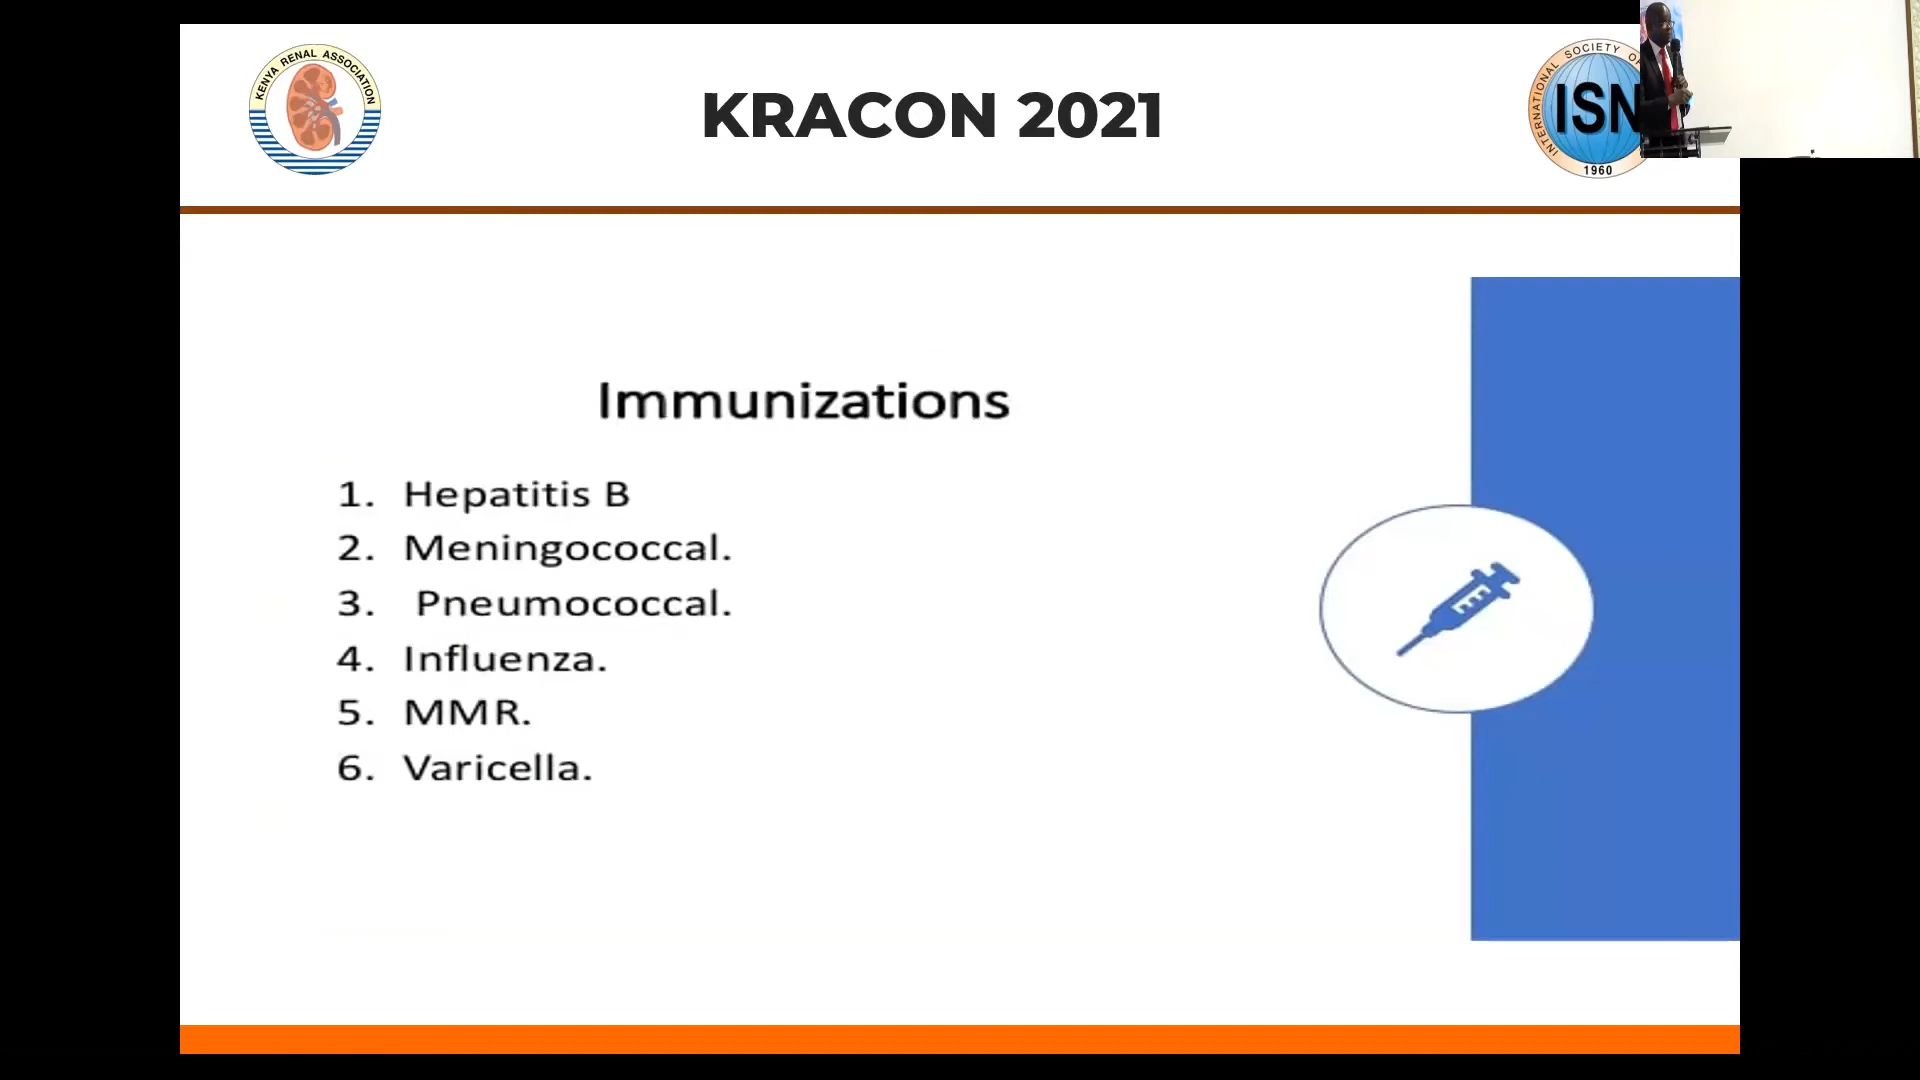 KENYA RENAL ASSOCIATION
KRACON 2021
INTERNATIONAL SOCIETY O
ISN
1960
Immunizations
1. Hepatitis B
2. Meningococcal.
3. Pneumococcal.
4. Influenza.
5. MMR.
6. Varicella.